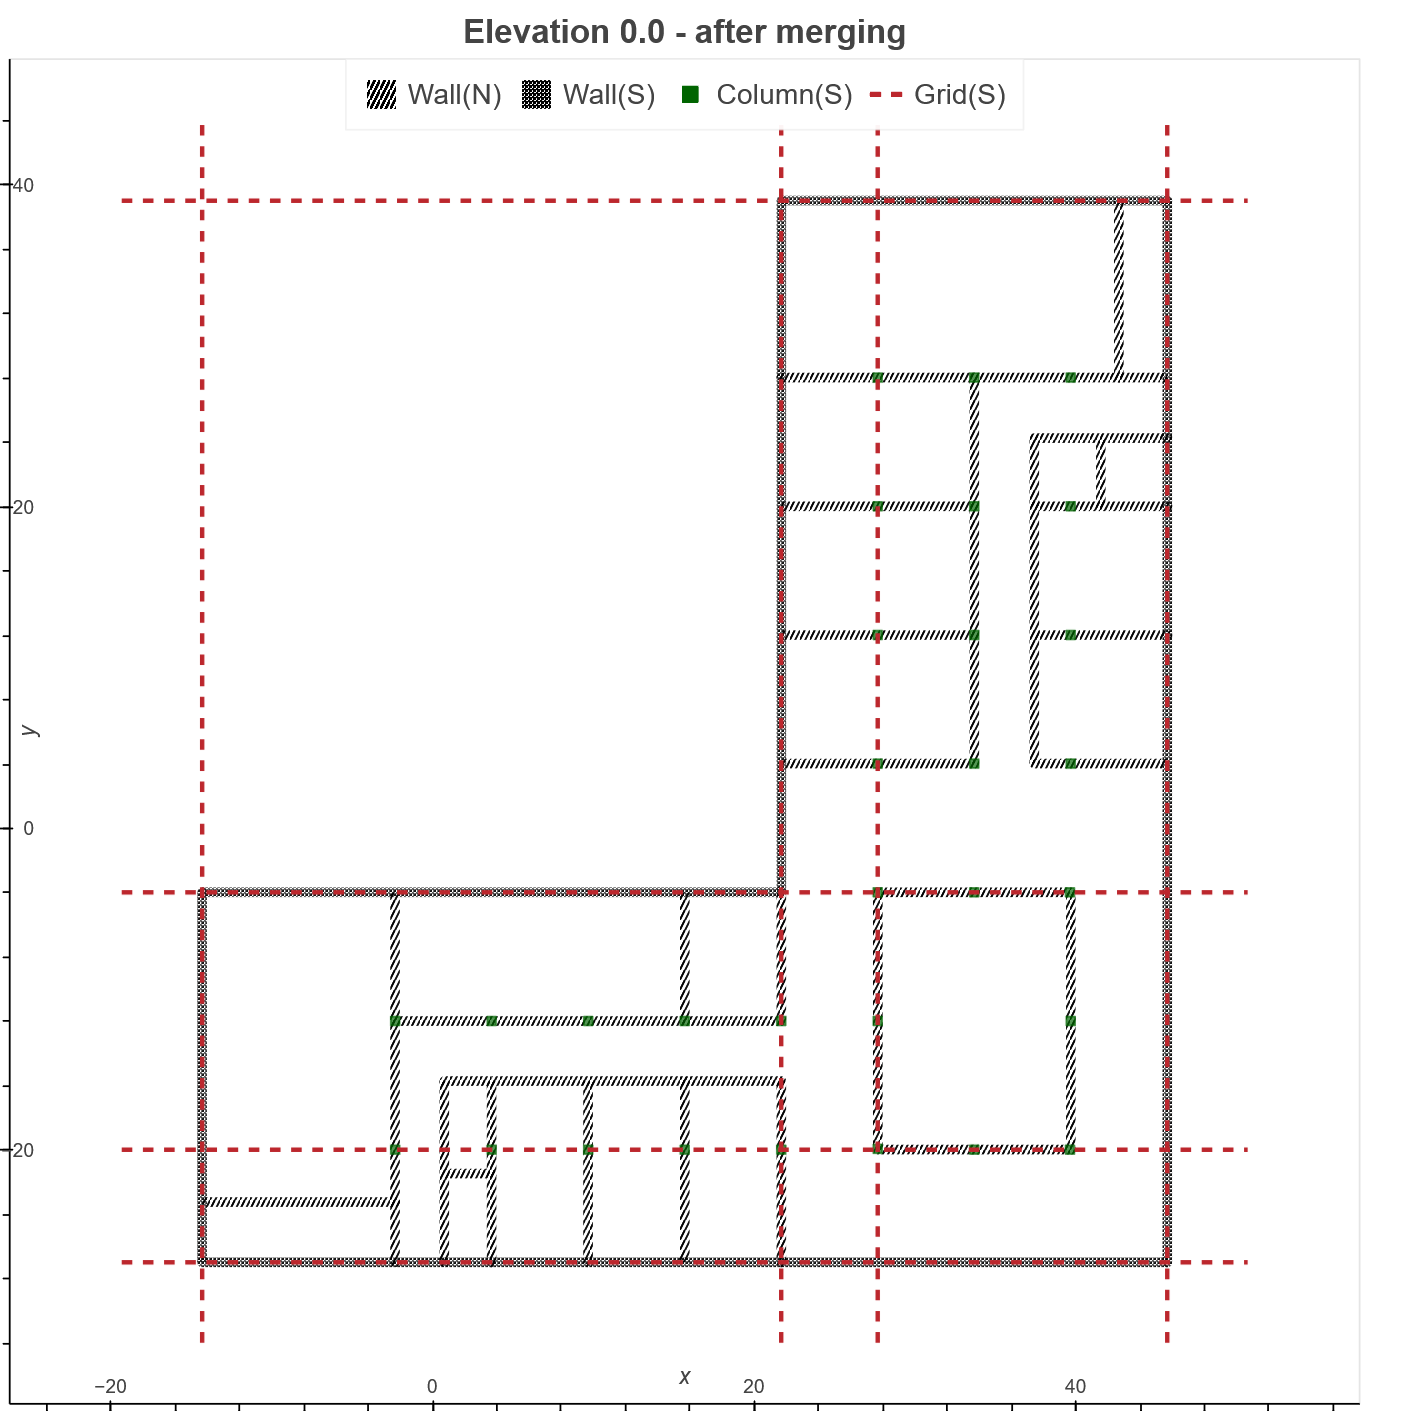 Elevation 0.0 - after merging
Wall(N) Wall(S) Column(S) Grid(S)
40
20
y
0
20
x
−20 0 20 40